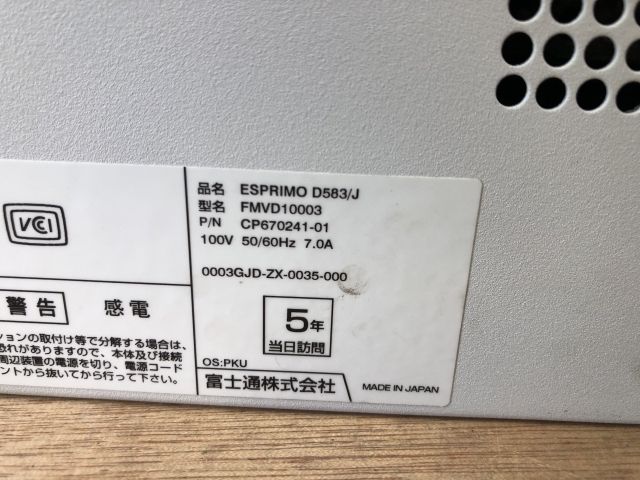 品名 ESPRIMO D583/J
型名 FMVD10003
P/N CP670241-01
100V 50/60Hz 7.0A
0003GJD-ZX-0035-000
5年
当日訪問
OS:PKU
富士通株式会社
MADE IN JAPAN
VCI
警告 感電
ションの取付け等で分解する場合は、
恐れがありますので、本体及び接続
周辺装置の電源を切り、電源コード
ントから抜いてから行って下さい。